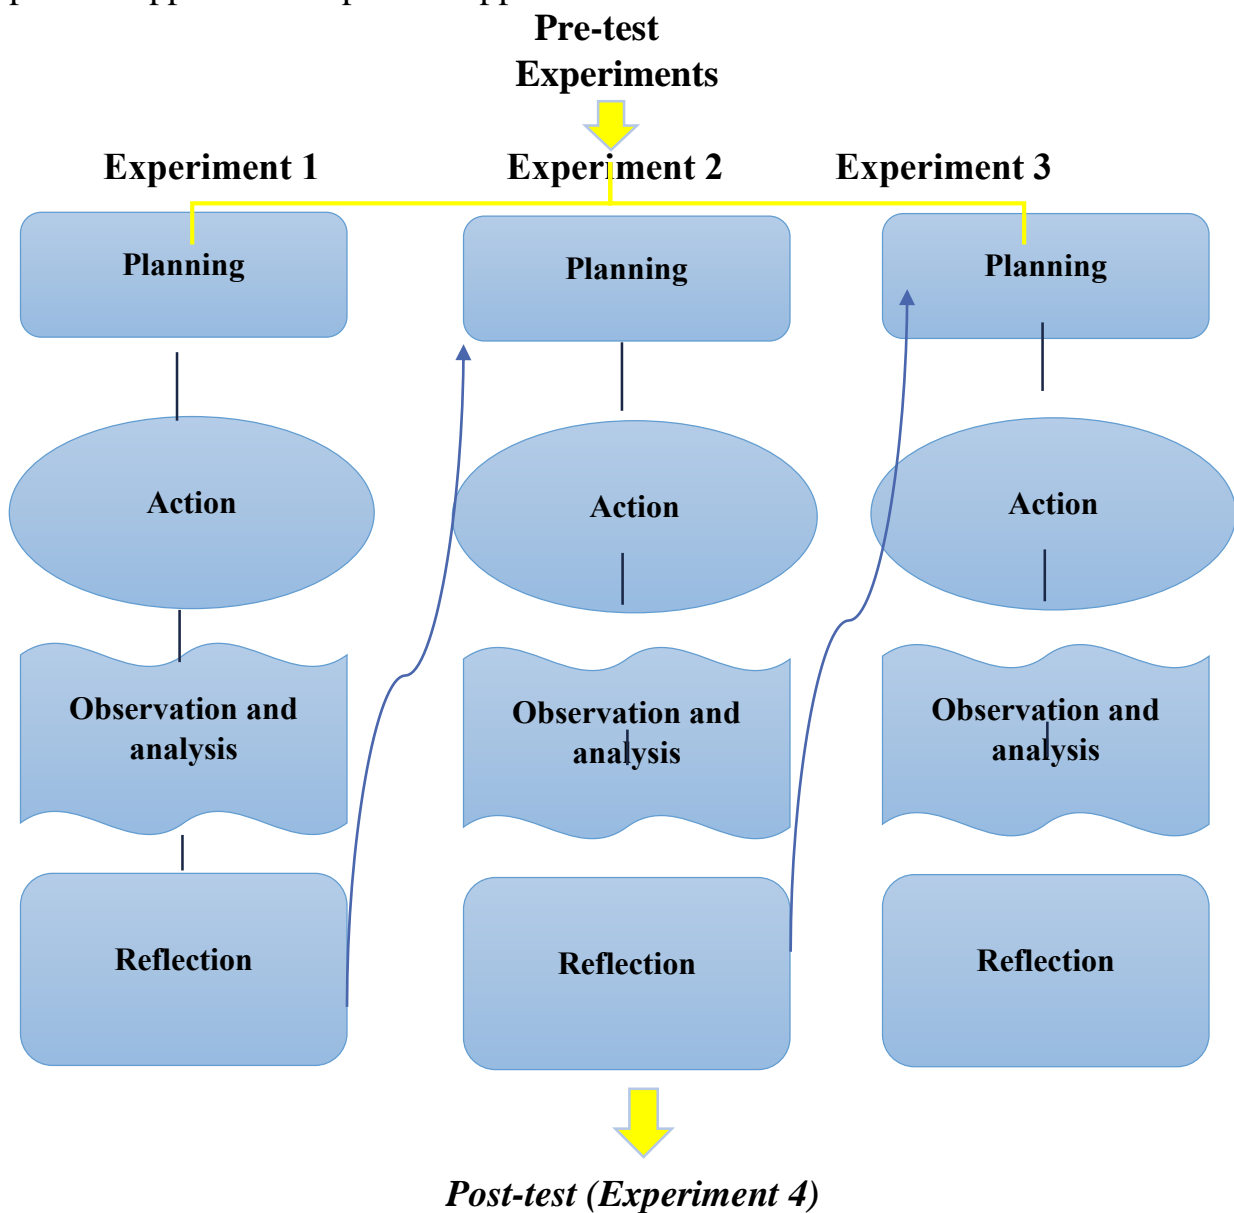 Pre-test
Experiments
Experiment 1 Experiment 2 Experiment 3
Planning Planning Planning
Action Action Action
Observation and Observation and Observation and
analysis analysis analysis
Reflection Reflection Reflection
Post-test (Experiment 4)